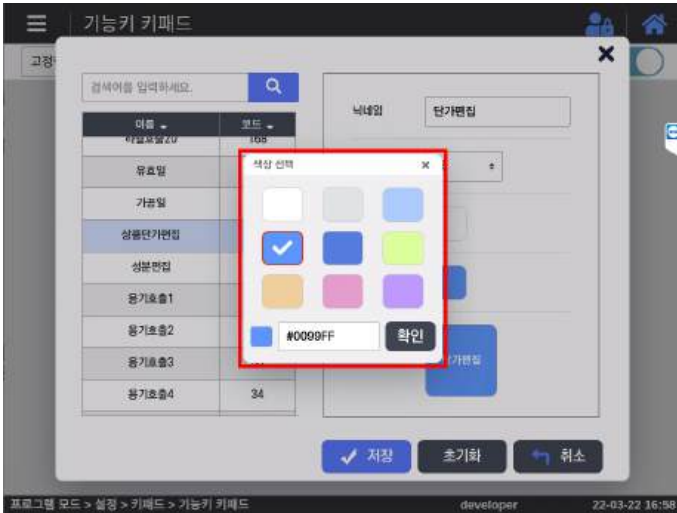 기능키 키패드
고정
검색어를 입력하세요.
이름 코드
168
유효일
가공일
상품단가편집
성분편집
용기호출1
용기호출2
용기호출3
용기호출4 34
닉네임 단가편집
색상 선택
#0099FF 확인
단가편집
저장 초기화 취소
프로그램 모드 > 설정 > 키패드 > 기능키 키패드 developer 22-03-22 16:58